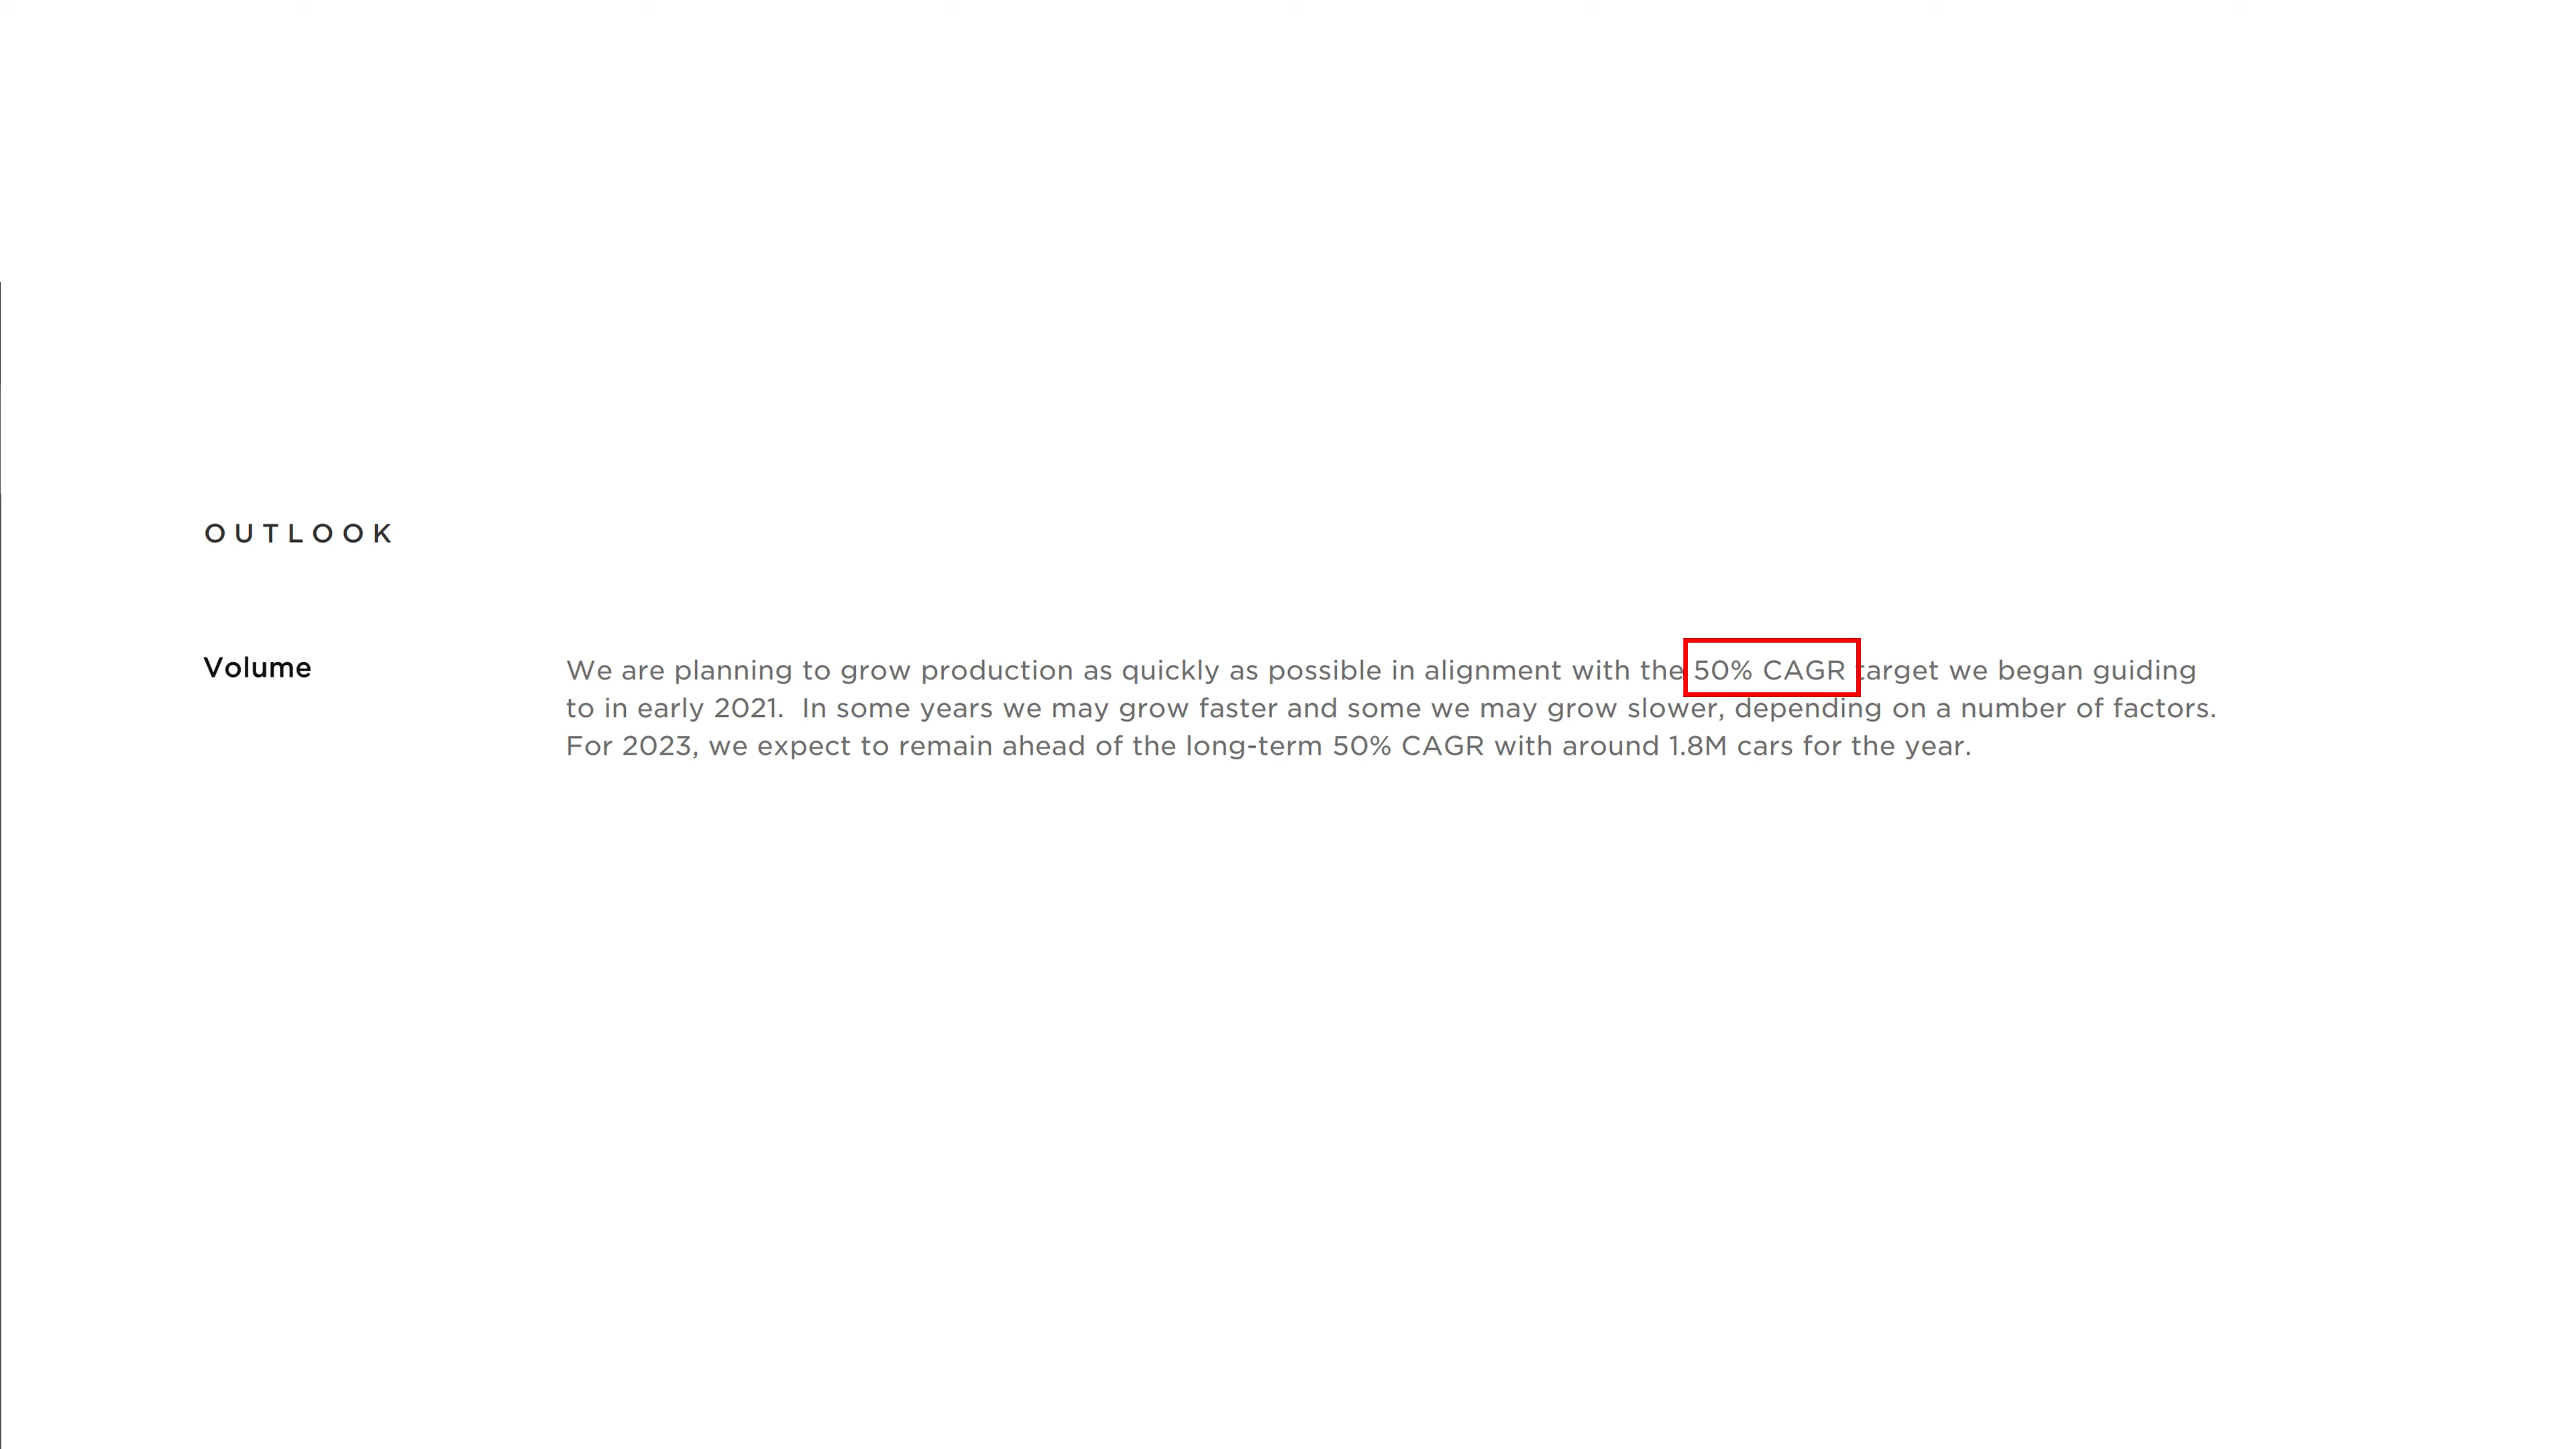 OUTLOOK
Volume
We are planning to grow production as quickly as possible in alignment with the 50% CAGR target we began guiding
to in early 2021.  In some years we may grow faster and some we may grow slower, depending on a number of factors.
For 2023, we expect to remain ahead of the long-term 50% CAGR with around 1.8M cars for the year.